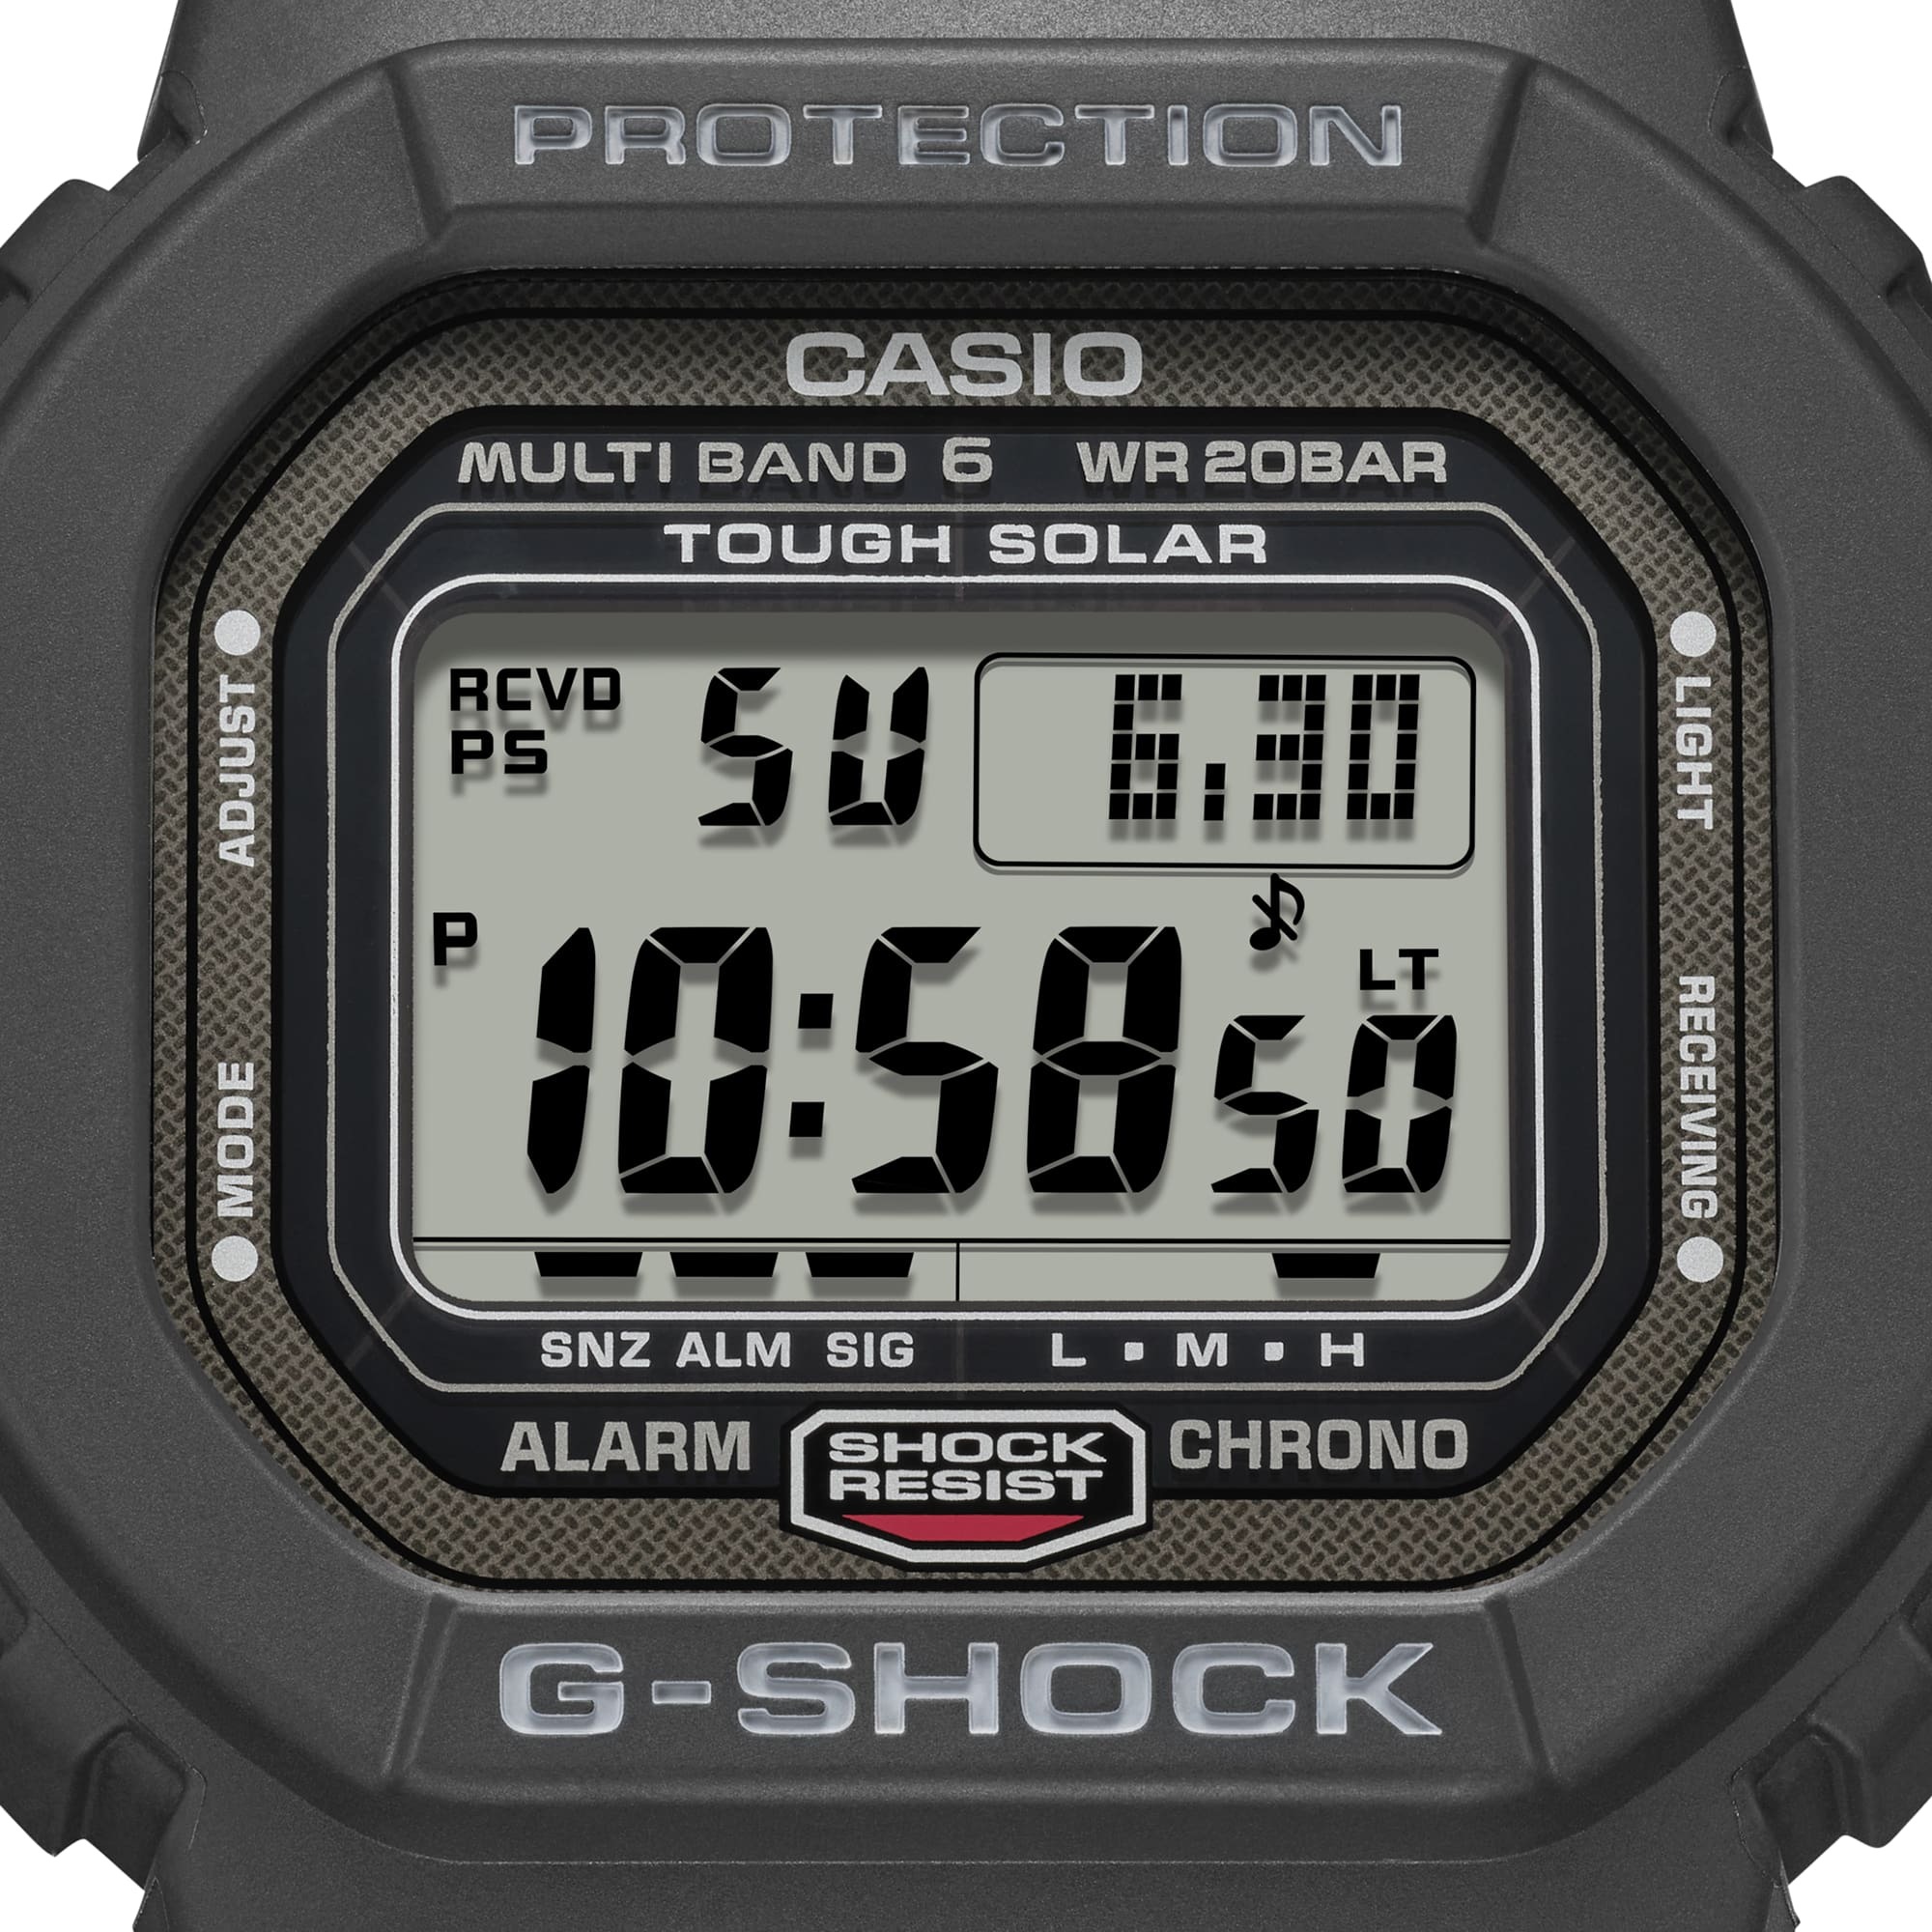 PROTECTION
CASIO
MULTI BAND 6 WR 20BAR
TOUGH SOLAR
ADJUST
LIGHT
RCVD
PS
SU 6.30
P 10:58 50
LT
MODE
RECEIVING
SNZ ALM SIG L ▪ M ▪ H
ALARM
SHOCK
RESIST
CHRONO
G-SHOCK